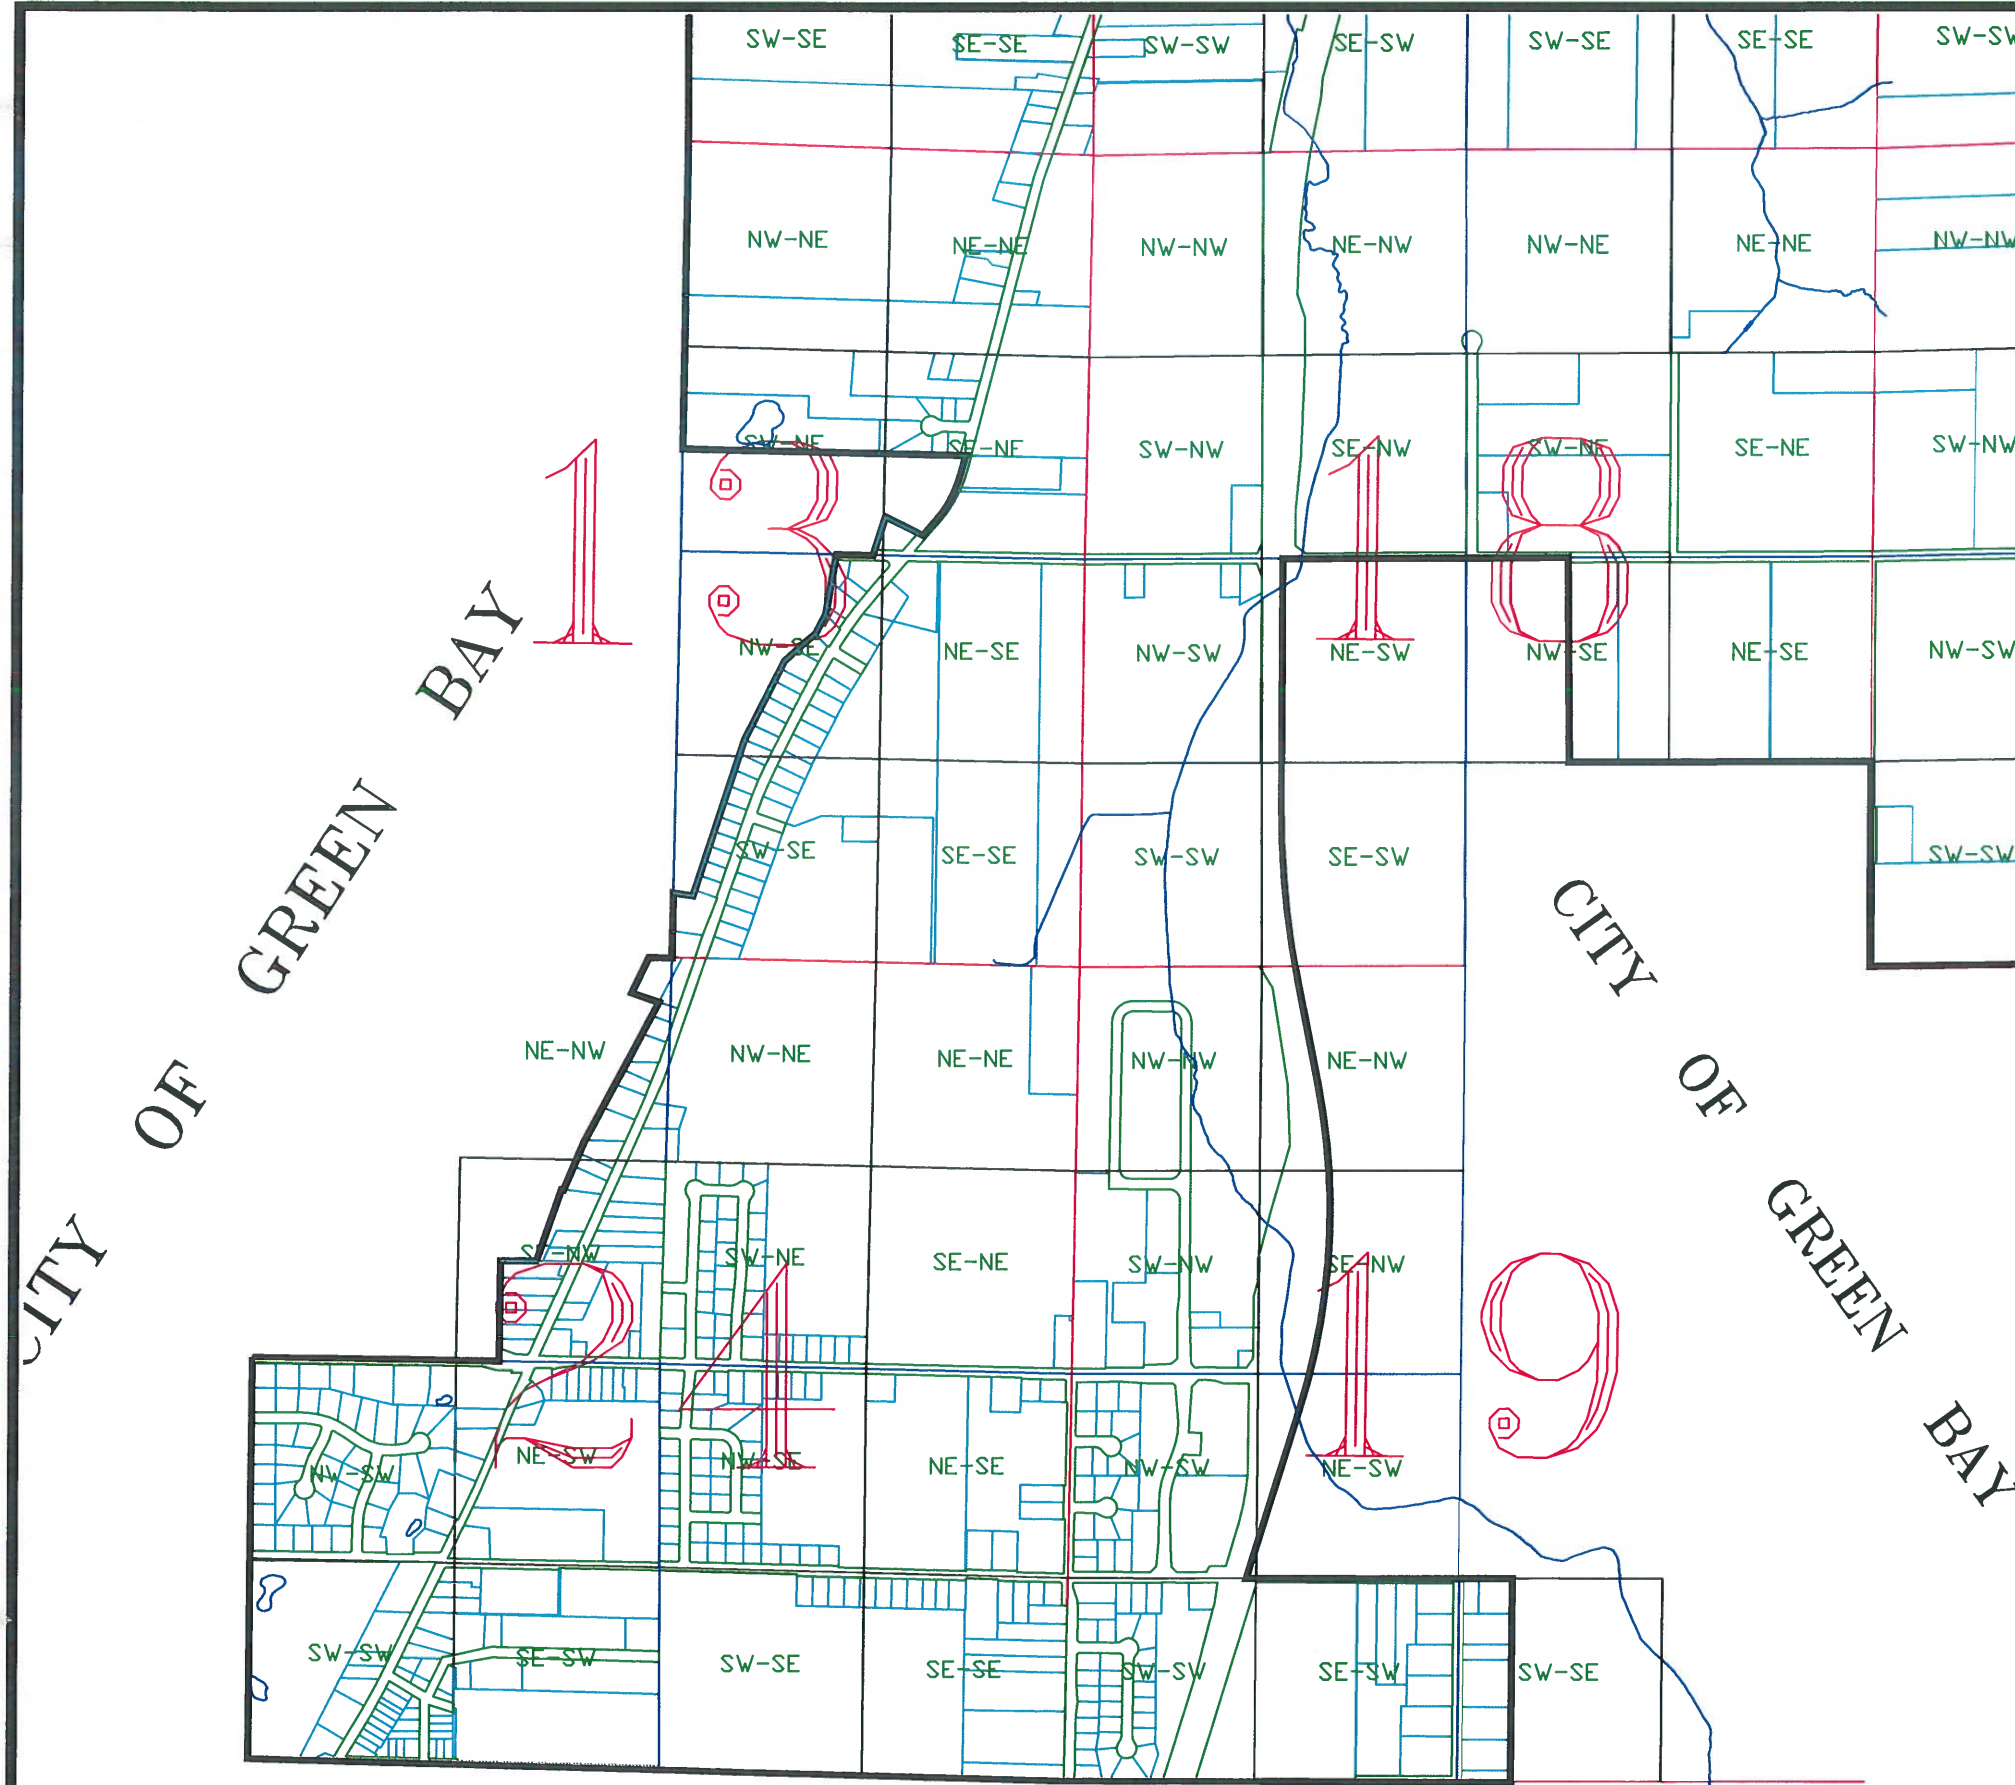 SW-SE SE-SE SW-SW SE-SW SW-SE SE-SE SW-SW
NW-NE NE-NE NW-NW NE-NW NW-NE NE-NE NW-NW
SW-NE SE-NE SW-NW SE-NW SW-NE SE-NE SW-NW
13 18
NW-SE NE-SE NW-SW NE-SW NW-SE NE-SE NW-SW
SW-SE SE-SE SW-SW SE-SW SW-SW
CITY OF GREEN BAY
CITY OF GREEN BAY
NE-NW NW-NE NE-NE NW-NW NE-NW
SE-NW SW-NE SE-NE SW-NW SE-NW
24 19
NW-SW NE-SW NW-SE NE-SE NW-SW NE-SW
SW-SW SE-SW SW-SE SE-SE SW-SW SE-SW SW-SE